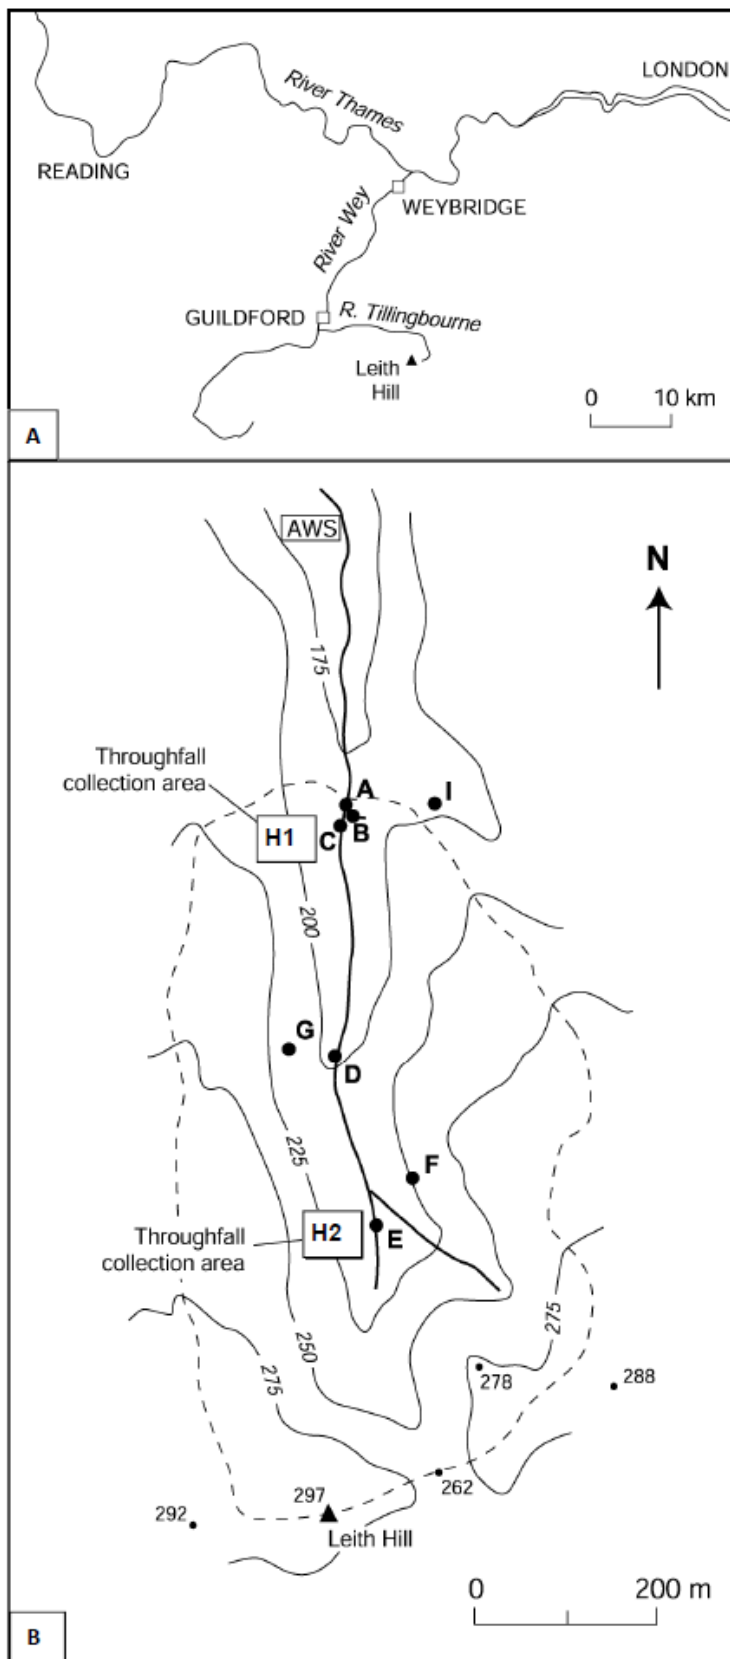 LONDON
River Thames
READING
River Wey
WEYBRIDGE
GUILDFORD
R. Tillingbourne
Leith
Hill
0 10 km
A
AWS
N
175
Throughfall
collection area
A
I
H1
C
B
200
G
D
225
F
H2
E
Throughfall
collection area
250
275
275
278
288
262
297
292
Leith Hill
0 200 m
B